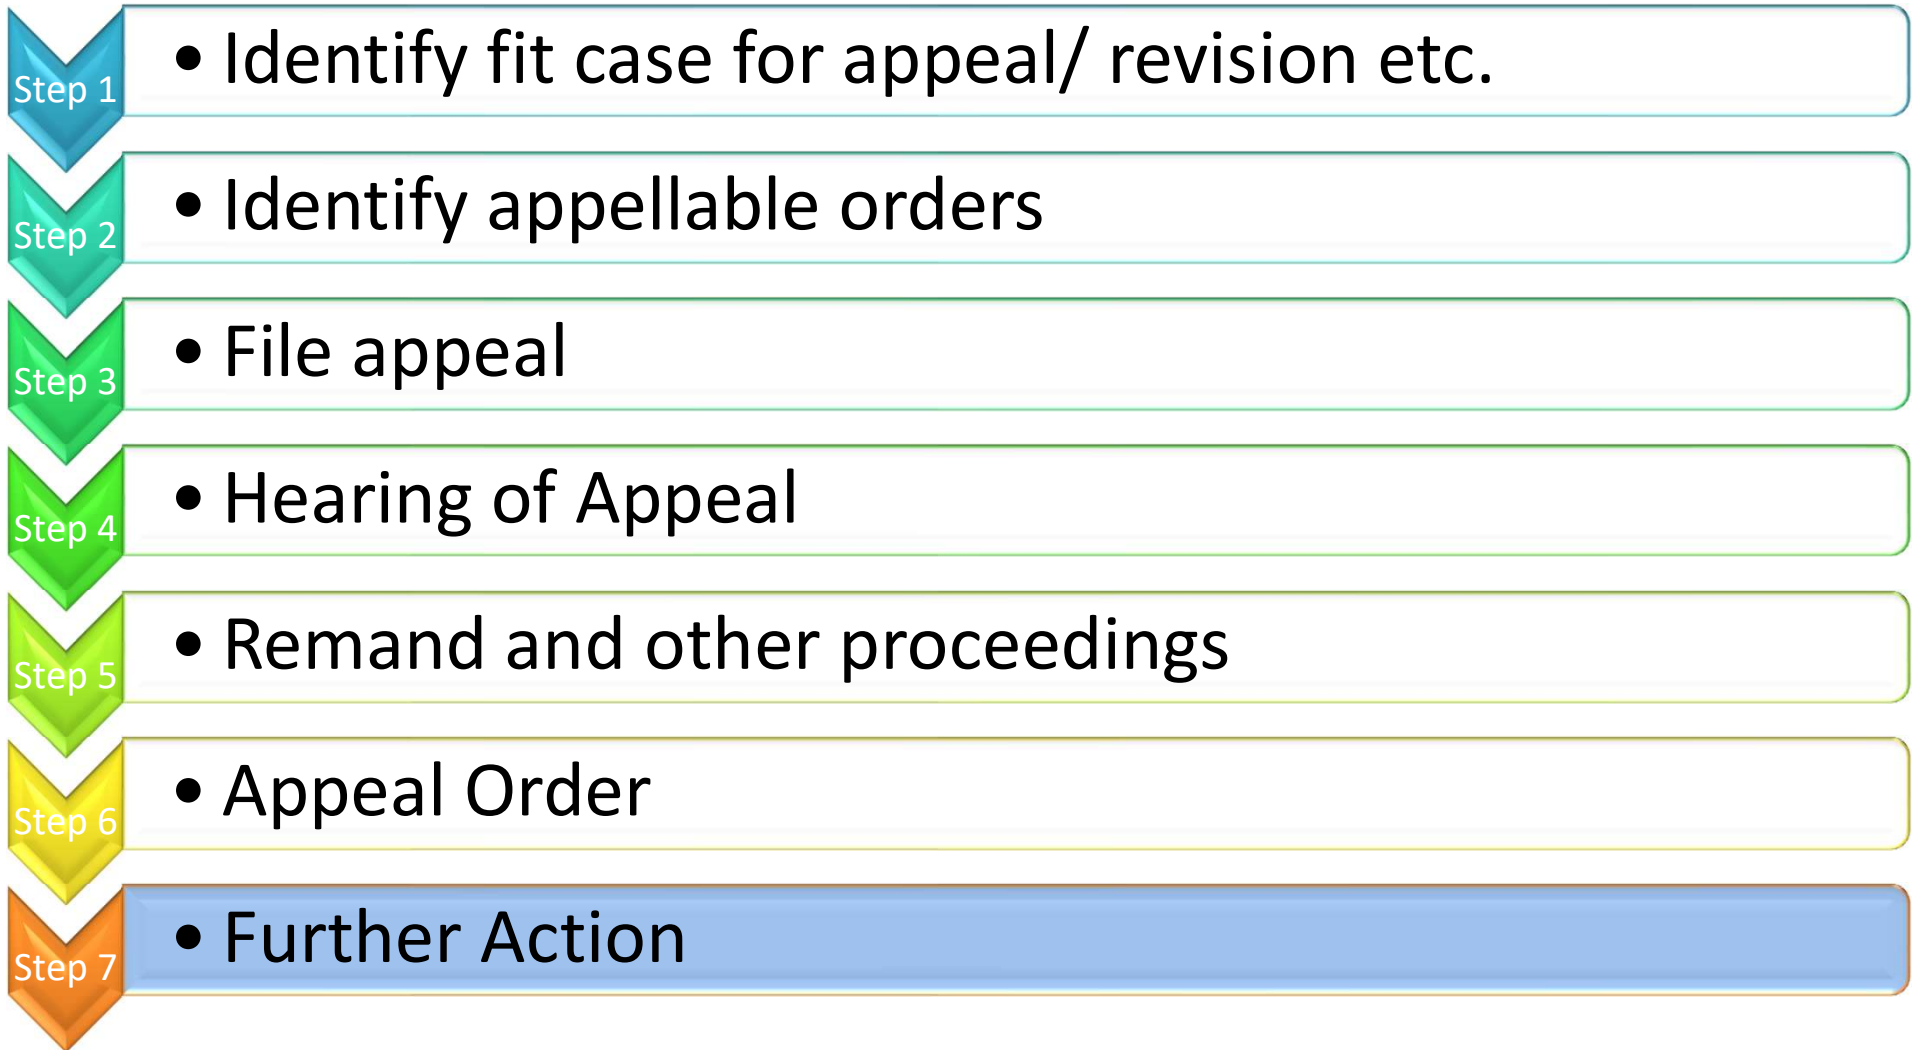 Step 1
• Identify fit case for appeal/ revision etc.
Step 2
• Identify appellable orders
Step 3
• File appeal
Step 4
• Hearing of Appeal
Step 5
• Remand and other proceedings
Step 6
• Appeal Order
Step 7
• Further Action